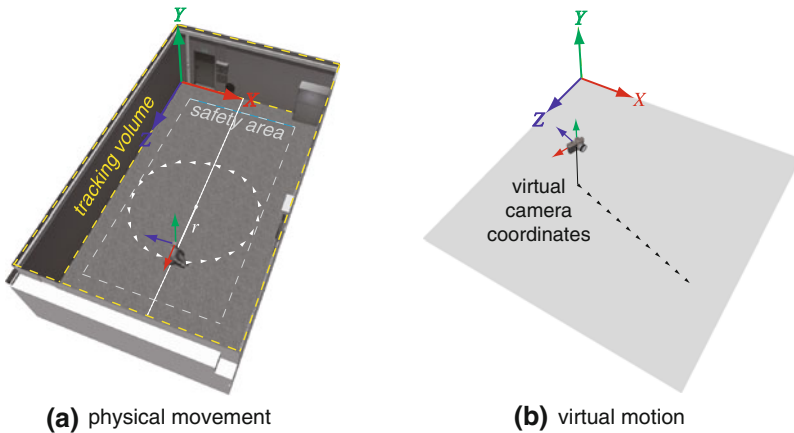 Y
X
Z
safety area
tracking volume
r
(a) physical movement
Y
X
Z
virtual
camera
coordinates
(b) virtual motion